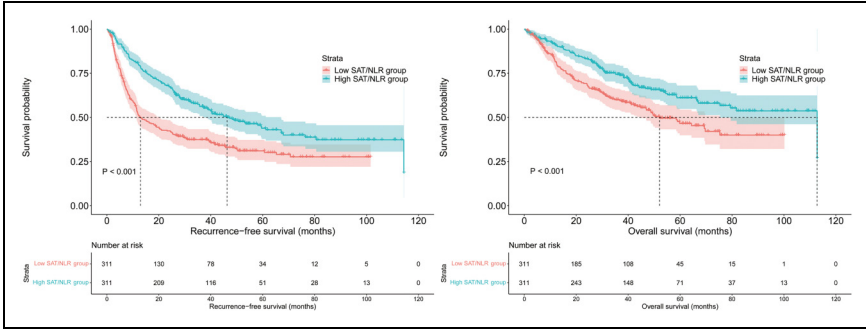 Strata
Low SAT/NLR group
High SAT/NLR group
Survival probability
1.00
0.75
0.50
0.25
0.00
P < 0.001
0 20 40 60 80 100 120
Recurrence-free survival (months)
Number at risk
Strata
Low SAT/NLR group 311 130 78 34 12 5 0
High SAT/NLR group 311 209 116 51 28 13 0
0 20 40 60 80 100 120
Recurrence-free survival (months)
Strata
Low SAT/NLR group
High SAT/NLR group
Survival probability
1.00
0.75
0.50
0.25
0.00
P < 0.001
0 20 40 60 80 100 120
Overall survival (months)
Number at risk
Strata
Low SAT/NLR group 311 185 108 45 15 1 0
High SAT/NLR group 311 243 148 71 37 13 0
0 20 40 60 80 100 120
Overall survival (months)